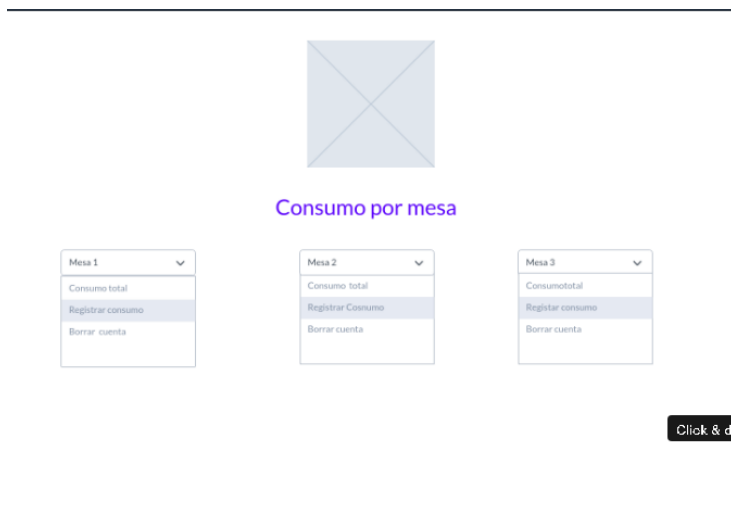 Consumo por mesa
Mesa 1
Consumo total
Registrar consumo
Borrar cuenta
Mesa 2
Consumo total
Registrar Cosnumo
Borrar cuenta
Mesa 3
Consumototal
Registar consumo
Borrar cuenta
Click & d